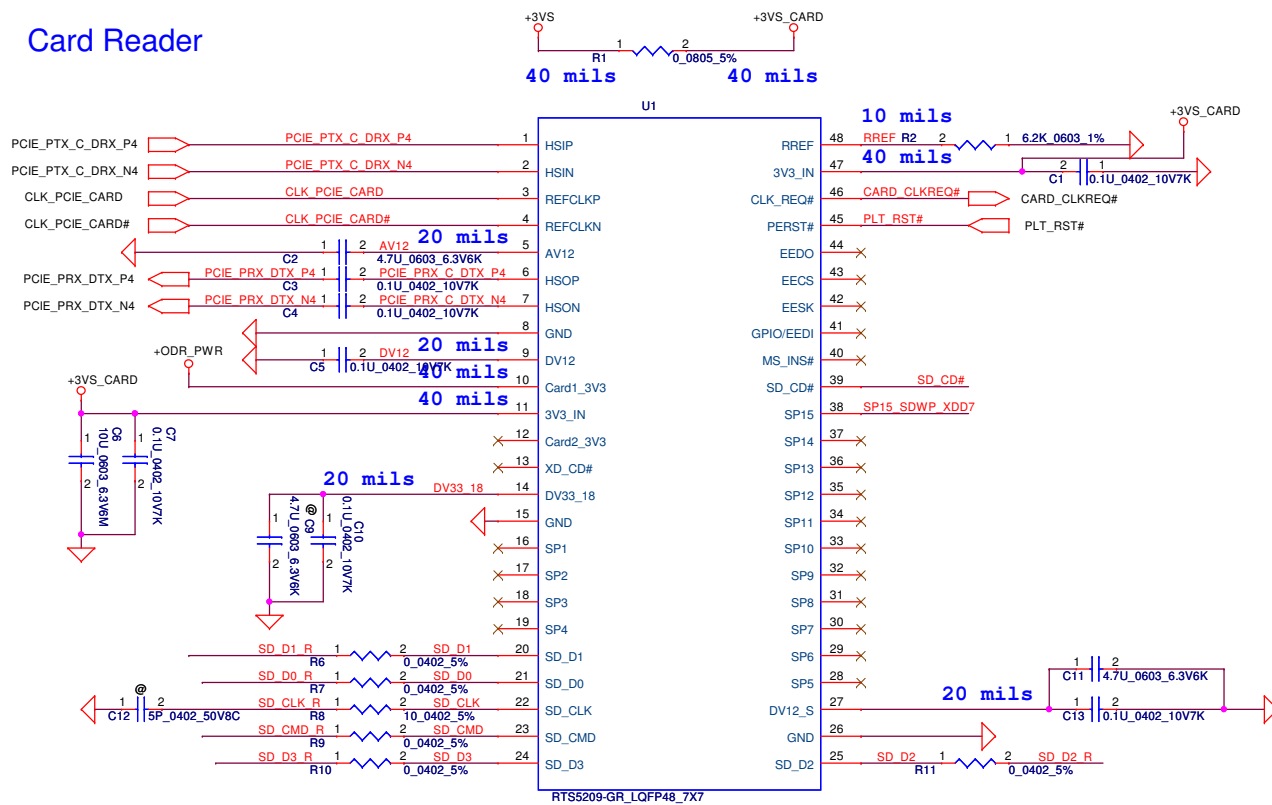 Card Reader
+3VS
+3VS_CARD
1 2
R1 0_0805_5%
40 mils 40 mils
U1
PCIE_PTX_C_DRX_P4 PCIE_PTX_C_DRX_P4 1 HSIP
PCIE_PTX_C_DRX_N4 PCIE_PTX_C_DRX_N4 2 HSIN
CLK_PCIE_CARD CLK_PCIE_CARD 3 REFCLKP
CLK_PCIE_CARD# CLK_PCIE_CARD# 4 REFCLKN
20 mils
1 2 AV12 5 AV12
C2 4.7U_0603_6.3V6K
PCIE_PRX_DTX_P4 PCIE_PRX_DTX_P4 1 2 PCIE_PRX_C_DTX_P4 6 HSOP
C3 0.1U_0402_10V7K
PCIE_PRX_DTX_N4 PCIE_PRX_DTX_N4 1 2 PCIE_PRX_C_DTX_N4 7 HSON
C4 0.1U_0402_10V7K
8 GND
20 mils
1 2 DV12 9 DV12
C5 0.1U_0402_10V7K
+ODR_PWR
40 mils
10 Card1_3V3
+3VS_CARD
40 mils
11 3V3_IN
1 2 C6 10U_0603_6.3V6M
1 2 C7 0.1U_0402_10V7K
12 Card2_3V3
13 XD_CD#
20 mils
DV33_18 14 DV33_18
1 2 @ C9 4.7U_0603_6.3V6K
1 2 C10 0.1U_0402_10V7K
15 GND
16 SP1
17 SP2
18 SP3
19 SP4
SD_D1_R 1 2 SD_D1 20 SD_D1
R6 0_0402_5%
SD_D0_R 1 2 SD_D0 21 SD_D0
R7 0_0402_5%
@
1 2 SD_CLK_R 1 2 SD_CLK 22 SD_CLK
C12 5P_0402_50V8C R8 10_0402_5%
SD_CMD_R 1 2 SD_CMD 23 SD_CMD
R9 0_0402_5%
SD_D3_R 1 2 SD_D3 24 SD_D3
R10 0_0402_5%
10 mils
RREF 48 RREF R2 2 1 6.2K_0603_1%
+3VS_CARD
40 mils
3V3_IN 47 2 1
C1 0.1U_0402_10V7K
CLK_REQ# 46 CARD_CLKREQ# CARD_CLKREQ#
PERST# 45 PLT_RST# PLT_RST#
EEDO 44
EECS 43
EESK 42
GPIO/EEDI 41
MS_INS# 40
SD_CD# 39 SD_CD#
SP15 38 SP15_SDWP_XDD7
SP14 37
SP13 36
SP12 35
SP11 34
SP10 33
SP9 32
SP8 31
SP7 30
SP6 29
SP5 28
1 2
C11 4.7U_0603_6.3V6K
20 mils
DV12_S 27 1 2
C13 0.1U_0402_10V7K
GND 26
SD_D2 25 SD_D2 1 2 SD_D2_R
R11 0_0402_5%
RTS5209-GR_LQFP48_7X7